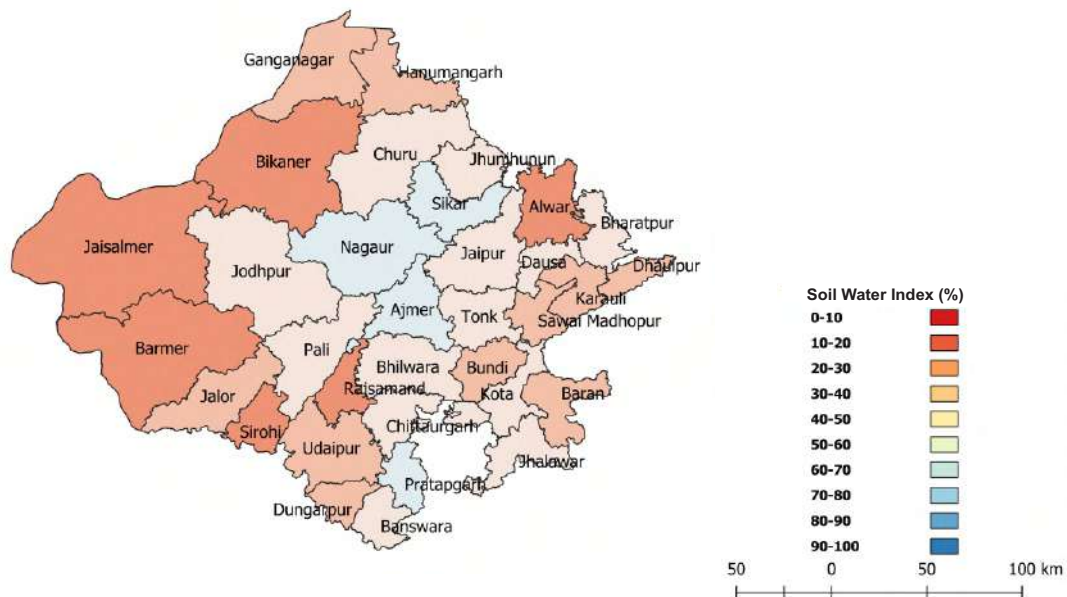 Ganganagar
Hanumangarh
Bikaner
Churu
Jhunjhunun
Sikar
Alwar
Bharatpur
Jaisalmer
Nagaur
Jaipur
Jodhpur
Dausa
Dhaulpur
Karauli
Ajmer
Tonk
Sawai Madhopur
Barmer
Pali
Bhilwara
Bundi
Rajsamand
Kota
Baran
Jalor
Chittaurgarh
Sirohi
Udaipur
Jhalawar
Pratapgarh
Dungarpur
Banswara
Soil Water Index (%)
0-10
10-20
20-30
30-40
40-50
50-60
60-70
70-80
80-90
90-100
50 0 50 100 km